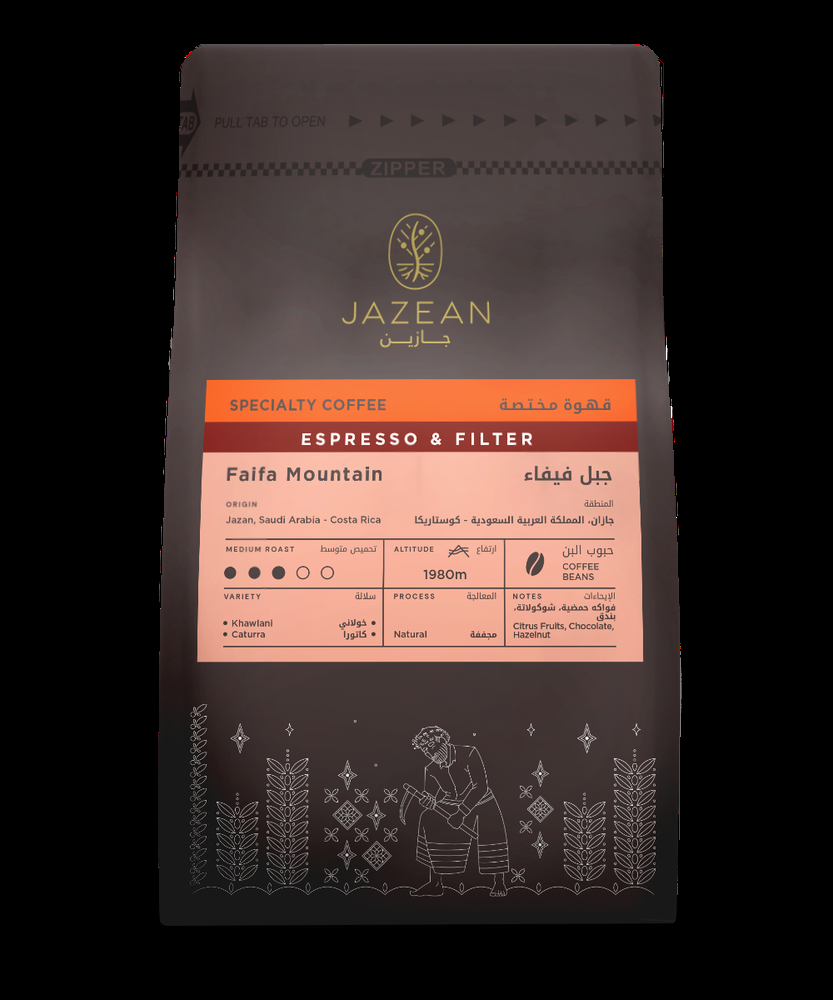 TAB
PULL TAB TO OPEN
ZIPPER
JAZEAN
جازين
SPECIALTY COFFEE قهوة مختصة
ESPRESSO & FILTER
Faifa Mountain جبل فيفاء
ORIGIN المنطقة
Jazan, Saudi Arabia - Costa Rica جازان، المملكة العربية السعودية - كوستاريكا
MEDIUM ROAST تحميص متوسط
ALTITUDE ارتفاع
1980m
حبوب البن
COFFEE
BEANS
VARIETY سلالة
• Khawlani خولاني •
• Caturra كاتورا •
PROCESS المعالجة
Natural مجففة
NOTES الإيحاءات
فواكه حمضية، شوكولاتة،
بندق
Citrus Fruits, Chocolate,
Hazelnut